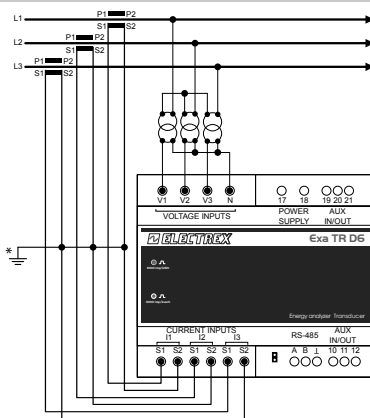 L1 P1 P2
S1 S2
L2 P1 P2
S1 S2
L3 P1 P2
S1 S2
V1 V2 V3 N 17 18 19 20 21
VOLTAGE INPUTS POWER SUPPLY AUX IN/OUT
*
ELECTREX Exa TR D6
Energy analyzer Transducer
CURRENT INPUTS
I1 I2 I3 RS-485 AUX IN/OUT
S1 S2 S1 S2 S1 S2 A B ⊥ 10 11 12